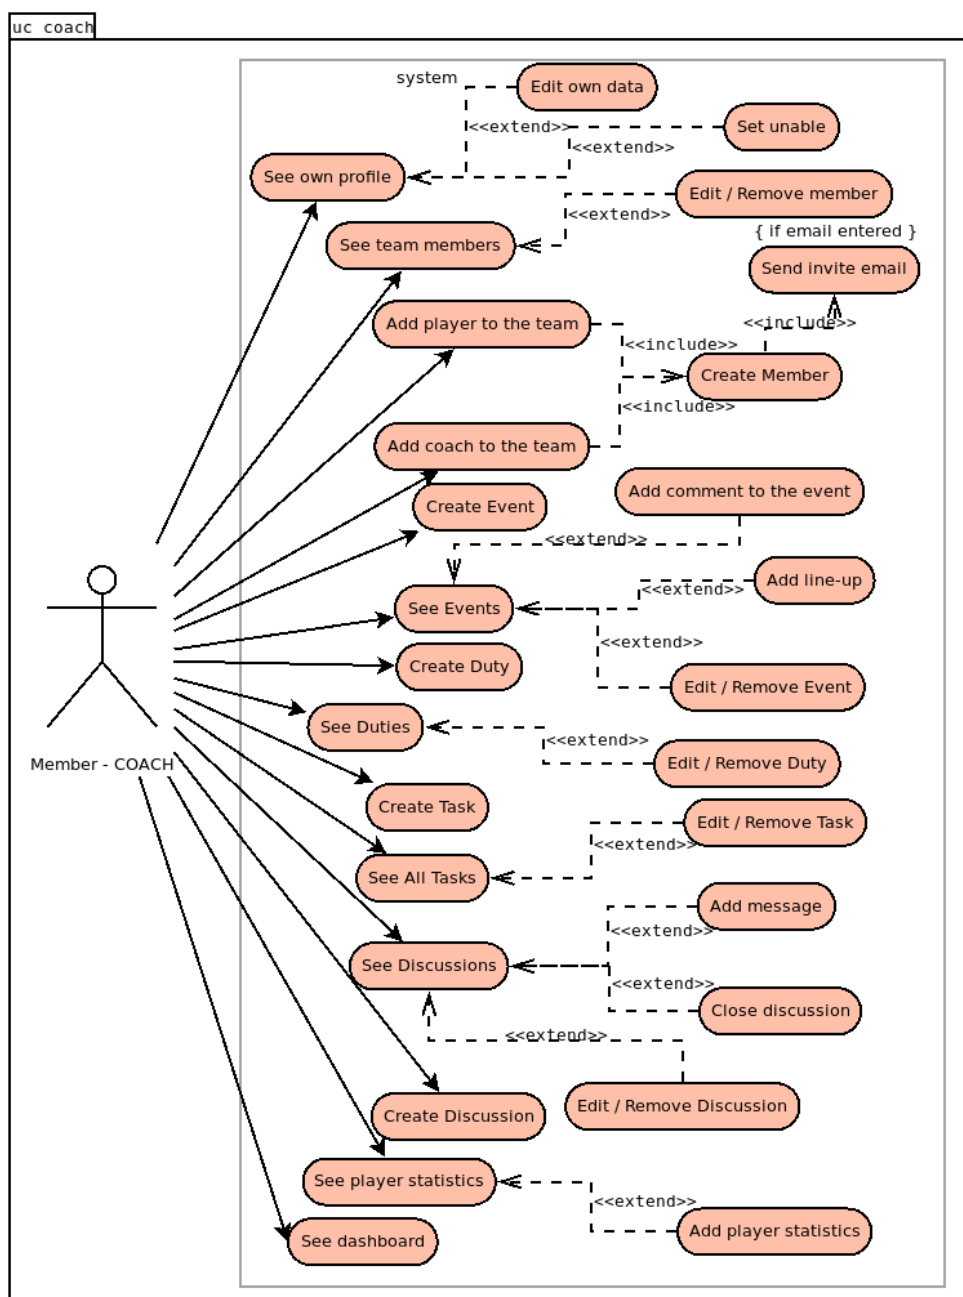 uc coach
system
Edit own data
<<extend>>
Set unable
<<extend>>
See own profile
Edit / Remove member
<<extend>>
{ if email entered }
See team members
Send invite email
<<include>>
Add player to the team
<<include>>
Create Member
<<include>>
Add coach to the team
Add comment to the event
Create Event
<<extend>>
Add line-up
<<extend>>
See Events
<<extend>>
Create Duty
Edit / Remove Event
See Duties
<<extend>>
Edit / Remove Duty
Member - COACH
Create Task
Edit / Remove Task
<<extend>>
See All Tasks
Add message
<<extend>>
See Discussions
<<extend>>
Close discussion
<<extend>>
Edit / Remove Discussion
Create Discussion
See player statistics
<<extend>>
Add player statistics
See dashboard